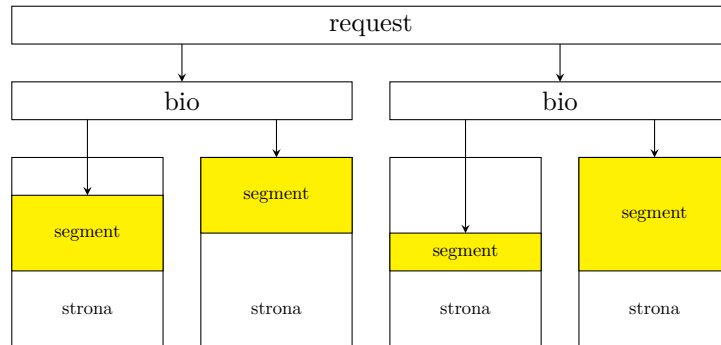 request
bio
bio
segment
strona
segment
strona
segment
strona
segment
strona